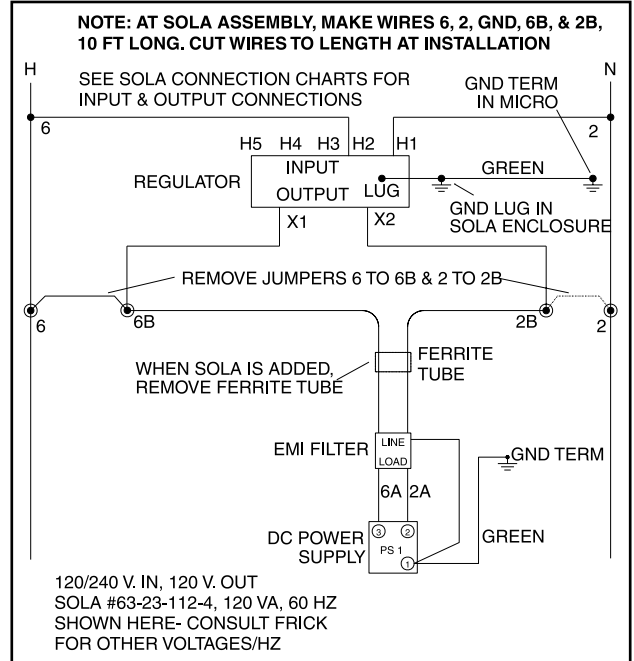 NOTE: AT SOLA ASSEMBLY, MAKE WIRES 6, 2, GND, 6B, & 2B,
10 FT LONG. CUT WIRES TO LENGTH AT INSTALLATION
H
N
SEE SOLA CONNECTION CHARTS FOR
INPUT & OUTPUT CONNECTIONS
GND TERM
IN MICRO
6
2
H5 H4 H3 H2 H1
REGULATOR
INPUT
OUTPUT
LUG
GREEN
GND LUG IN
SOLA ENCLOSURE
X1
X2
REMOVE JUMPERS 6 TO 6B & 2 TO 2B
6
6B
2B
2
WHEN SOLA IS ADDED,
REMOVE FERRITE TUBE
FERRITE
TUBE
EMI FILTER
LINE
LOAD
GND TERM
6A 2A
DC POWER
SUPPLY
3 2
PS 1
1
GREEN
120/240 V. IN, 120 V. OUT
SOLA #63-23-112-4, 120 VA, 60 HZ
SHOWN HERE- CONSULT FRICK
FOR OTHER VOLTAGES/HZ